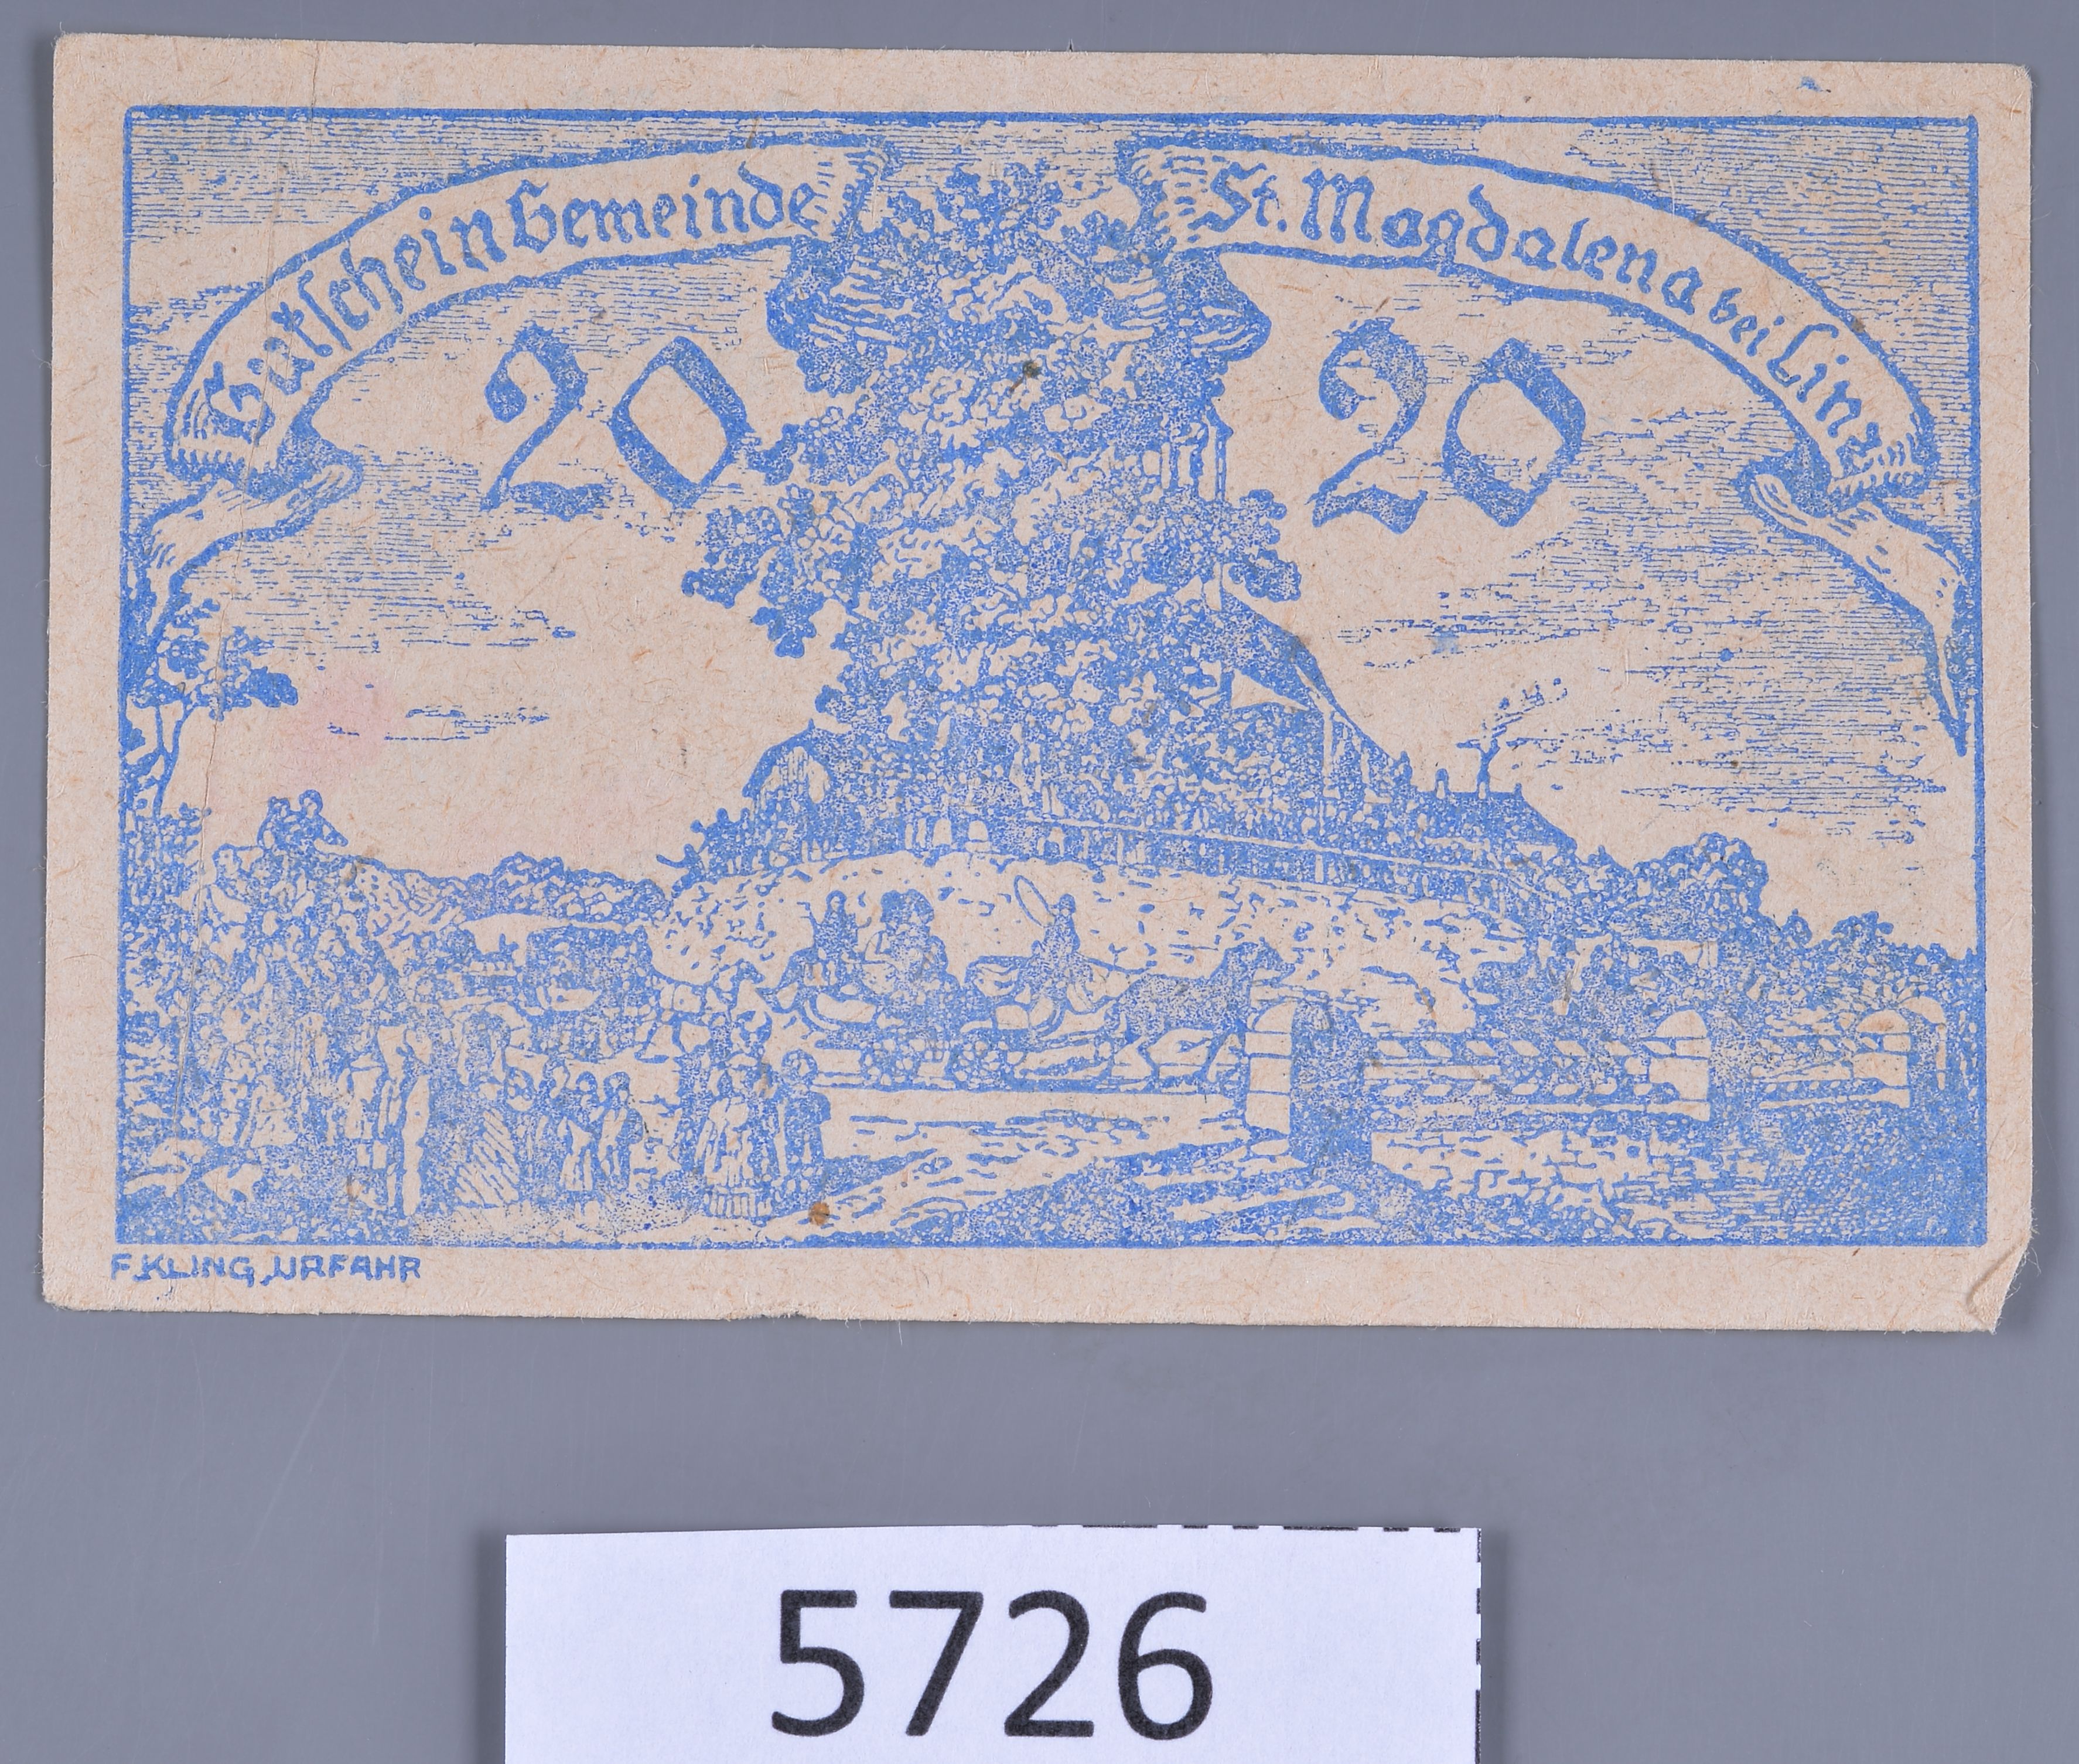 Gutschein Gemeinde St. Magdalena bei Linz
20 20
F. KLING, URFAHR
5726